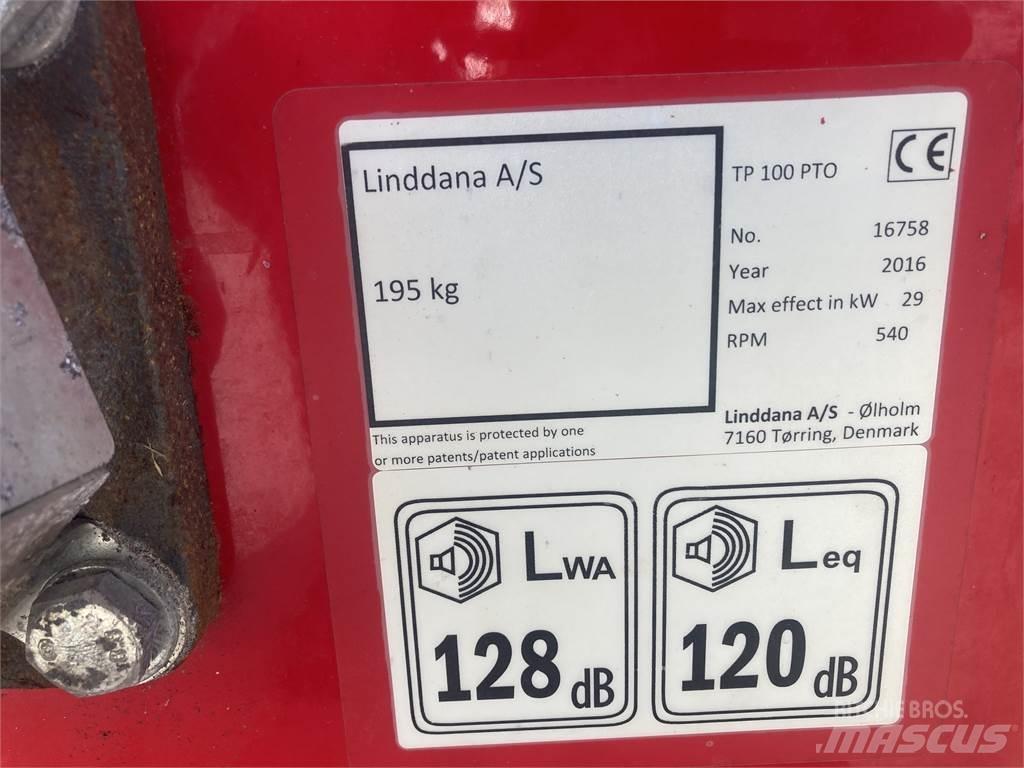 Linddana A/S
195 kg
This apparatus is protected by one
or more patents/patent applications
TP 100 PTO
CE
No. 16758
Year 2016
Max effect in kW 29
RPM 540
Linddana A/S - Ølholm
7160 Tørring, Denmark
LWA
128 dB
Leq
120 dB
RITCHIE BROS.
MASCUS